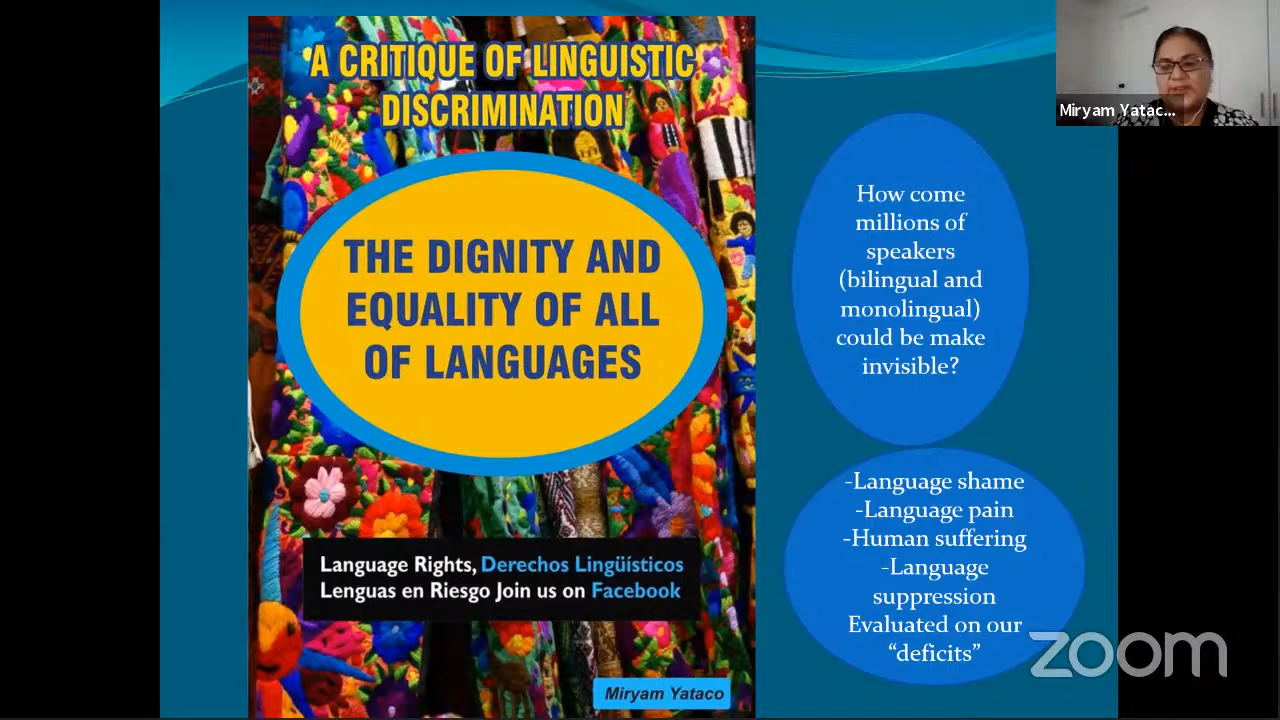 A CRITIQUE OF LINGUISTIC
DISCRIMINATION
THE DIGNITY AND
EQUALITY OF ALL
OF LANGUAGES
Language Rights, Derechos Lingüísticos
Lenguas en Riesgo Join us on Facebook
Miryam Yataco
How come
millions of
speakers
(bilingual and
monolingual)
could be make
invisible?
-Language shame
-Language pain
-Human suffering
-Language
suppression
Evaluated on our
“deficits”
Miryam Yatac...
zoom